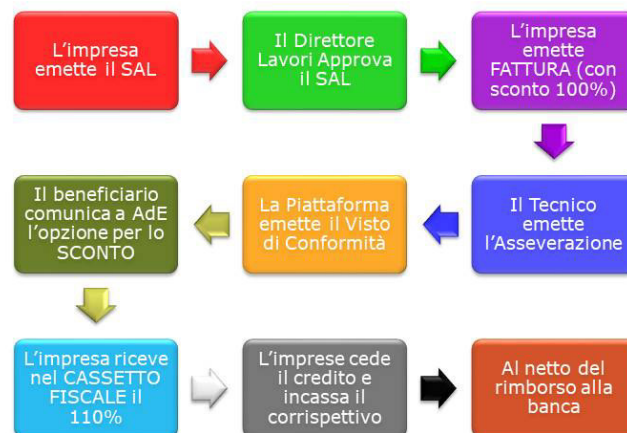 L'impresa
emette il SAL
Il Direttore
Lavori Approva
il SAL
L'impresa
emette
FATTURA (con
sconto 100%)
Il Tecnico
emette
l'Asseverazione
La Piattaforma
emette il Visto
di Conformità
Il beneficiario
comunica a AdE
l'opzione per lo
SCONTO
L'impresa riceve
nel CASSETTO
FISCALE il
110%
L'imprese cede
il credito e
incassa il
corrispettivo
Al netto del
rimborso alla
banca